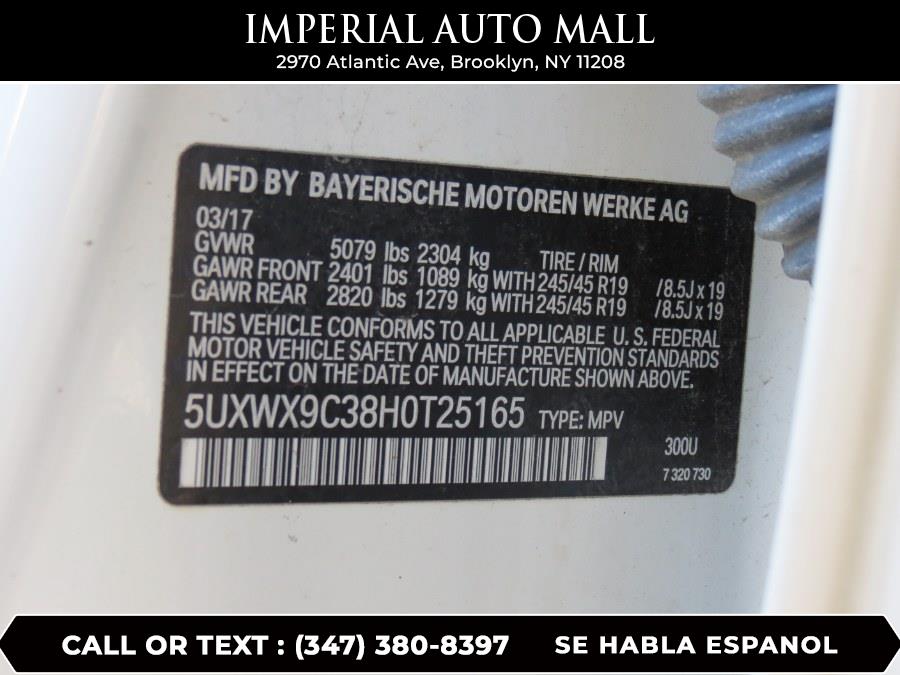 IMPERIAL AUTO MALL
2970 Atlantic Ave, Brooklyn, NY 11208
MFD BY BAYERISCHE MOTOREN WERKE AG
03/17
GVWR 5079 lbs 2304 kg TIRE / RIM
GAWR FRONT 2401 lbs 1089 kg WITH 245/45 R19 /8.5J x 19
GAWR REAR 2820 lbs 1279 kg WITH 245/45 R19 /8.5J x 19
THIS VEHICLE CONFORMS TO ALL APPLICABLE U. S. FEDERAL
MOTOR VEHICLE SAFETY AND THEFT PREVENTION STANDARDS
IN EFFECT ON THE DATE OF MANUFACTURE SHOWN ABOVE.
5UXWX9C38H0T25165 TYPE: MPV
300U
7 320 730
CALL OR TEXT : (347) 380-8397 SE HABLA ESPANOL